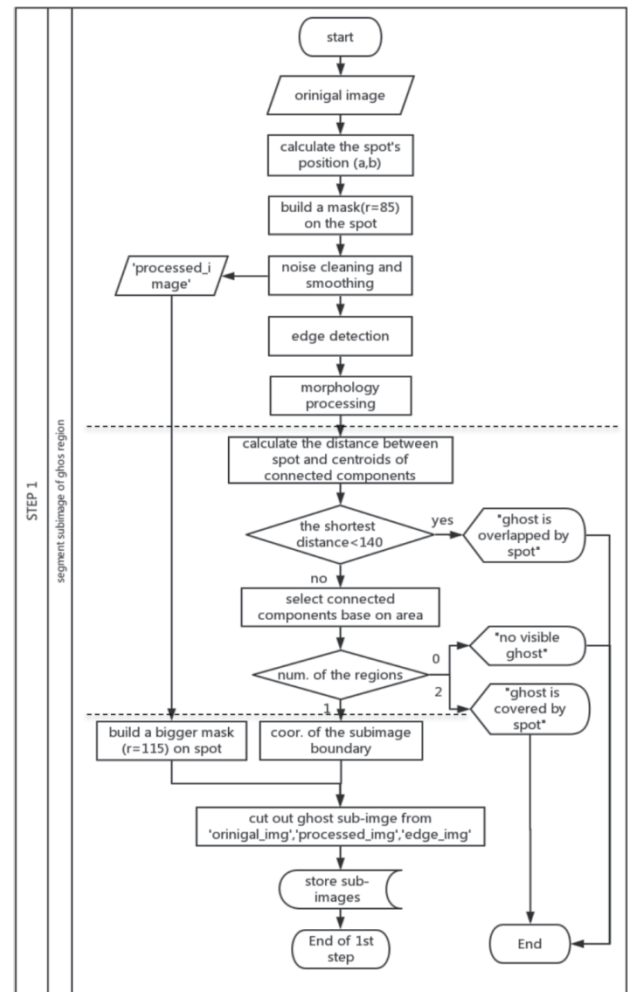 STEP 1
segment subimage of ghos region
start
orinigal image
calculate the spot's
position (a,b)
build a mask(r=85)
on the spot
'processed_i
mage'
noise cleaning and
smoothing
edge detection
morphology
processing
calculate the distance between
spot and centroids of
connected components
the shortest
distance<140
yes
"ghost is
overlapped by
spot"
no
select connected
components base on area
num. of the regions
0
"no visible
ghost"
2
"ghost is
covered by
spot"
1
build a bigger mask
(r=115) on spot
coor. of the subimage
boundary
cut out ghost sub-imge from
'orinigal_img','processed_img','edge_img'
store sub-
images
End of 1st
step
End